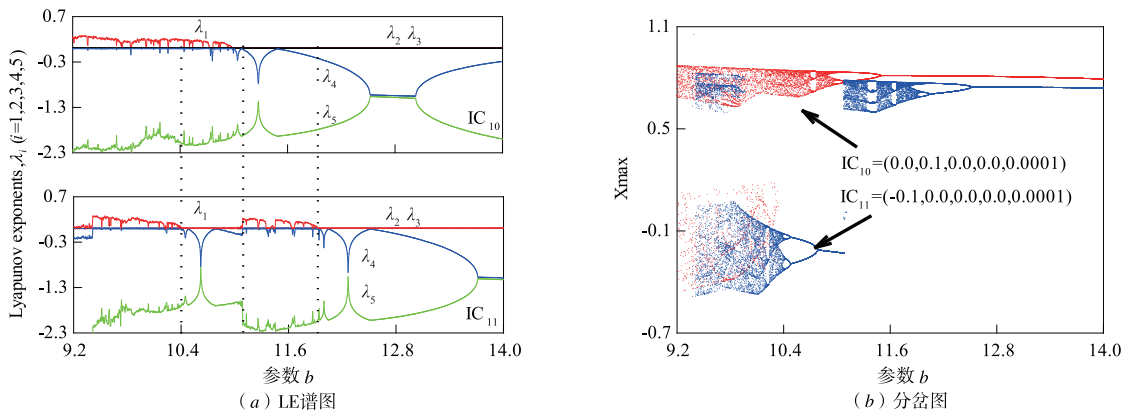 Lyapunov exponents,λi (i=1,2,3,4,5)
0.7
-0.3
-1.3
-2.3
λ1
λ2 λ3
λ4
λ5
IC10
0.7
-0.3
-1.3
-2.3
λ1
λ2 λ3
λ4
λ5
IC11
9.2 10.4 11.6 12.8 14.0
参数 b
(a) LE谱图
Xmax
1.1
0.5
-0.1
-0.7
IC10=(0.0,0.1,0.0,0.0,0.0001)
IC11=(-0.1,0.0,0.0,0.0,0.0001)
9.2 10.4 11.6 12.8 14.0
参数 b
(b) 分岔图